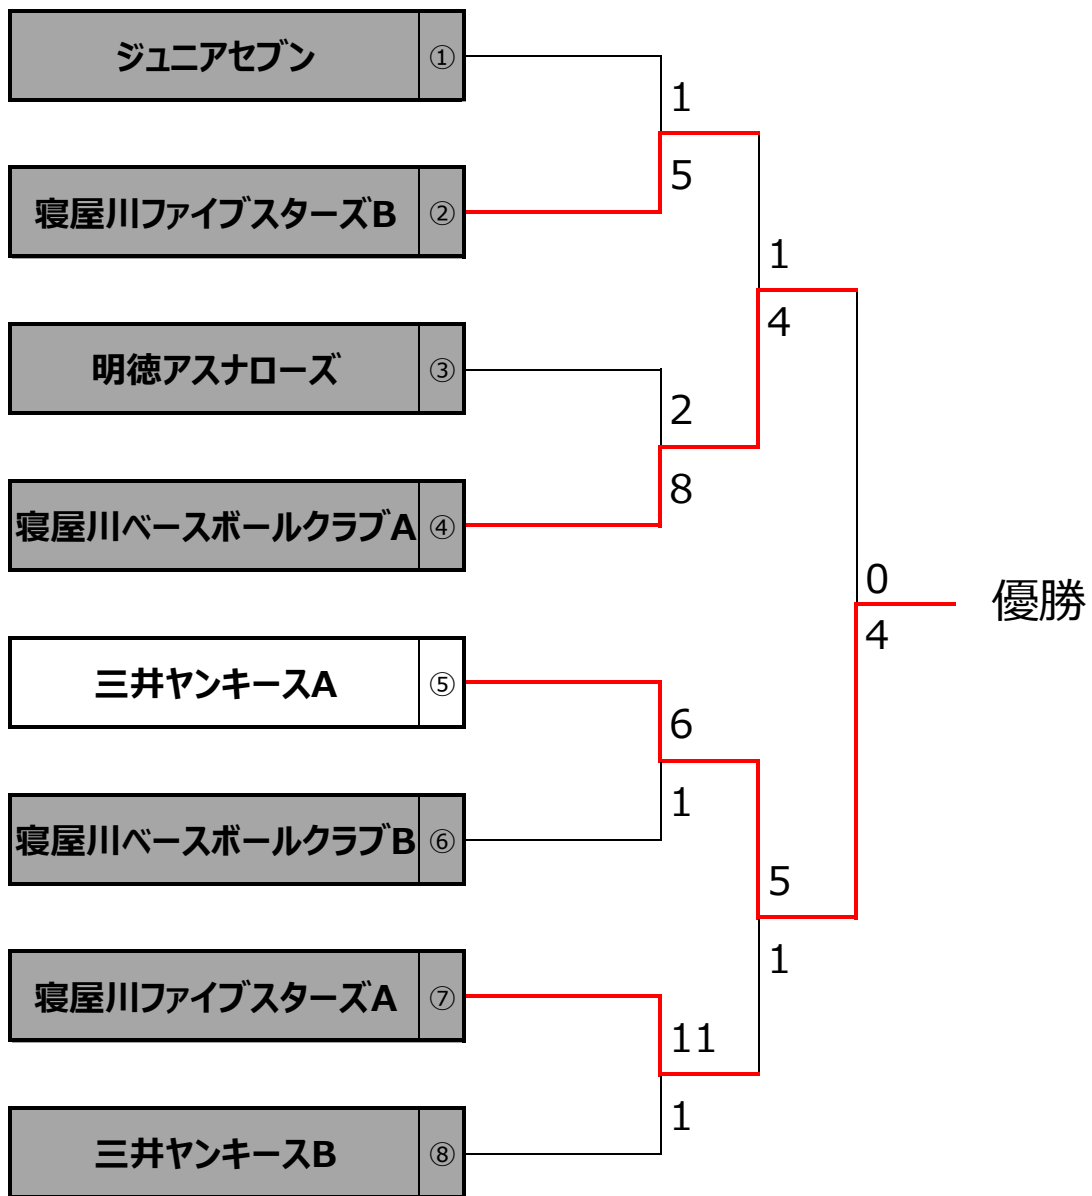 ジュニアセブン ①
1
5
寝屋川ファイブスターズB ②
1
4
明徳アスナローズ ③
2
8
寝屋川ベースボールクラブA ④
0
優勝
4
三井ヤンキースA ⑤
6
1
寝屋川ベースボールクラブB ⑥
5
1
寝屋川ファイブスターズA ⑦
11
1
三井ヤンキースB ⑧